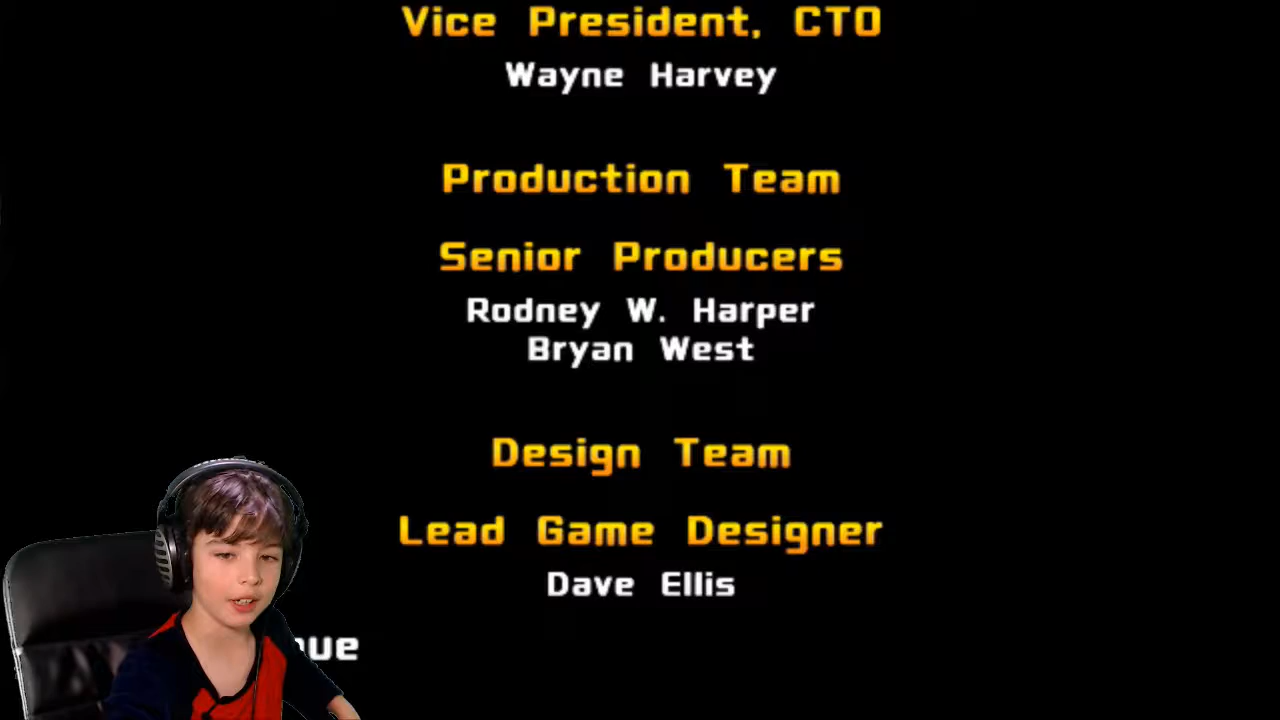 Vice President, CTO
Wayne Harvey
Production Team
Senior Producers
Rodney W. Harper
Bryan West
Design Team
Lead Game Designer
Dave Ellis